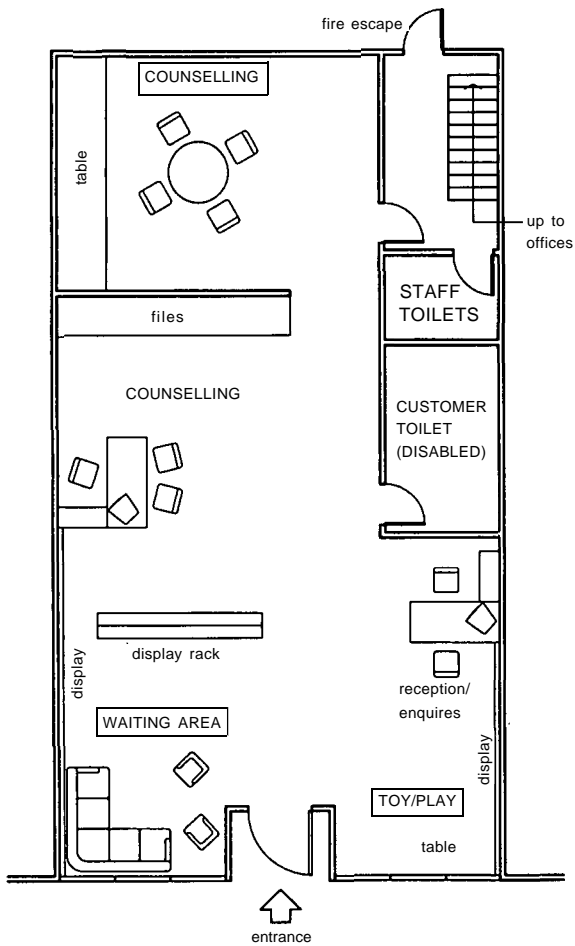 fire escape
COUNSELLING
table
up to
offices
STAFF
TOILETS
files
COUNSELLING
CUSTOMER
TOILET
(DISABLED)
display rack
display
reception/
enquires
WAITING AREA
display
TOY/PLAY
table
entrance